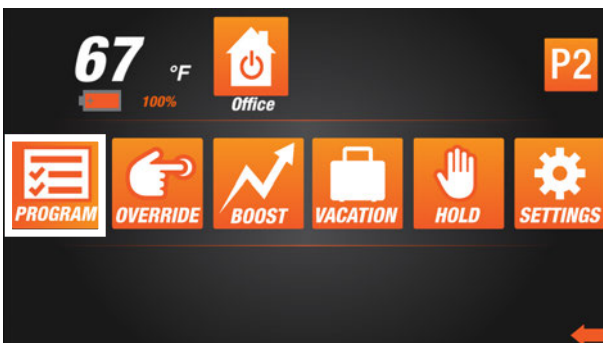 67 °F
100%
Office
P2
PROGRAM OVERRIDE BOOST VACATION HOLD SETTINGS